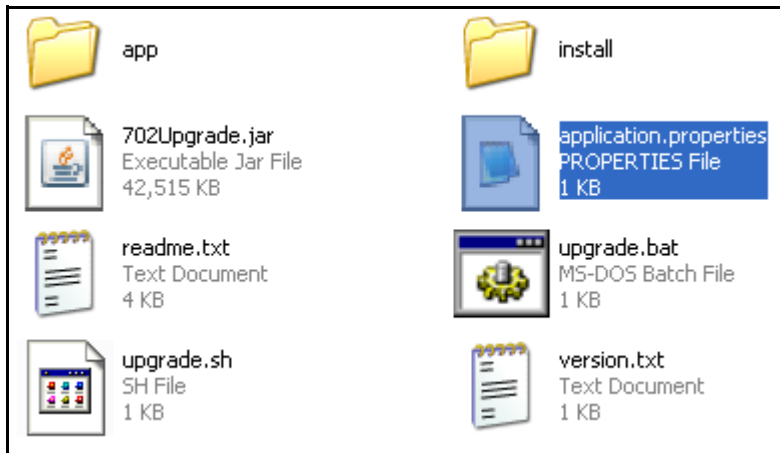 app
install
702Upgrade.jar
Executable Jar File
42,515 KB
application.properties
PROPERTIES File
1 KB
readme.txt
Text Document
4 KB
upgrade.bat
MS-DOS Batch File
1 KB
upgrade.sh
SH File
1 KB
version.txt
Text Document
1 KB